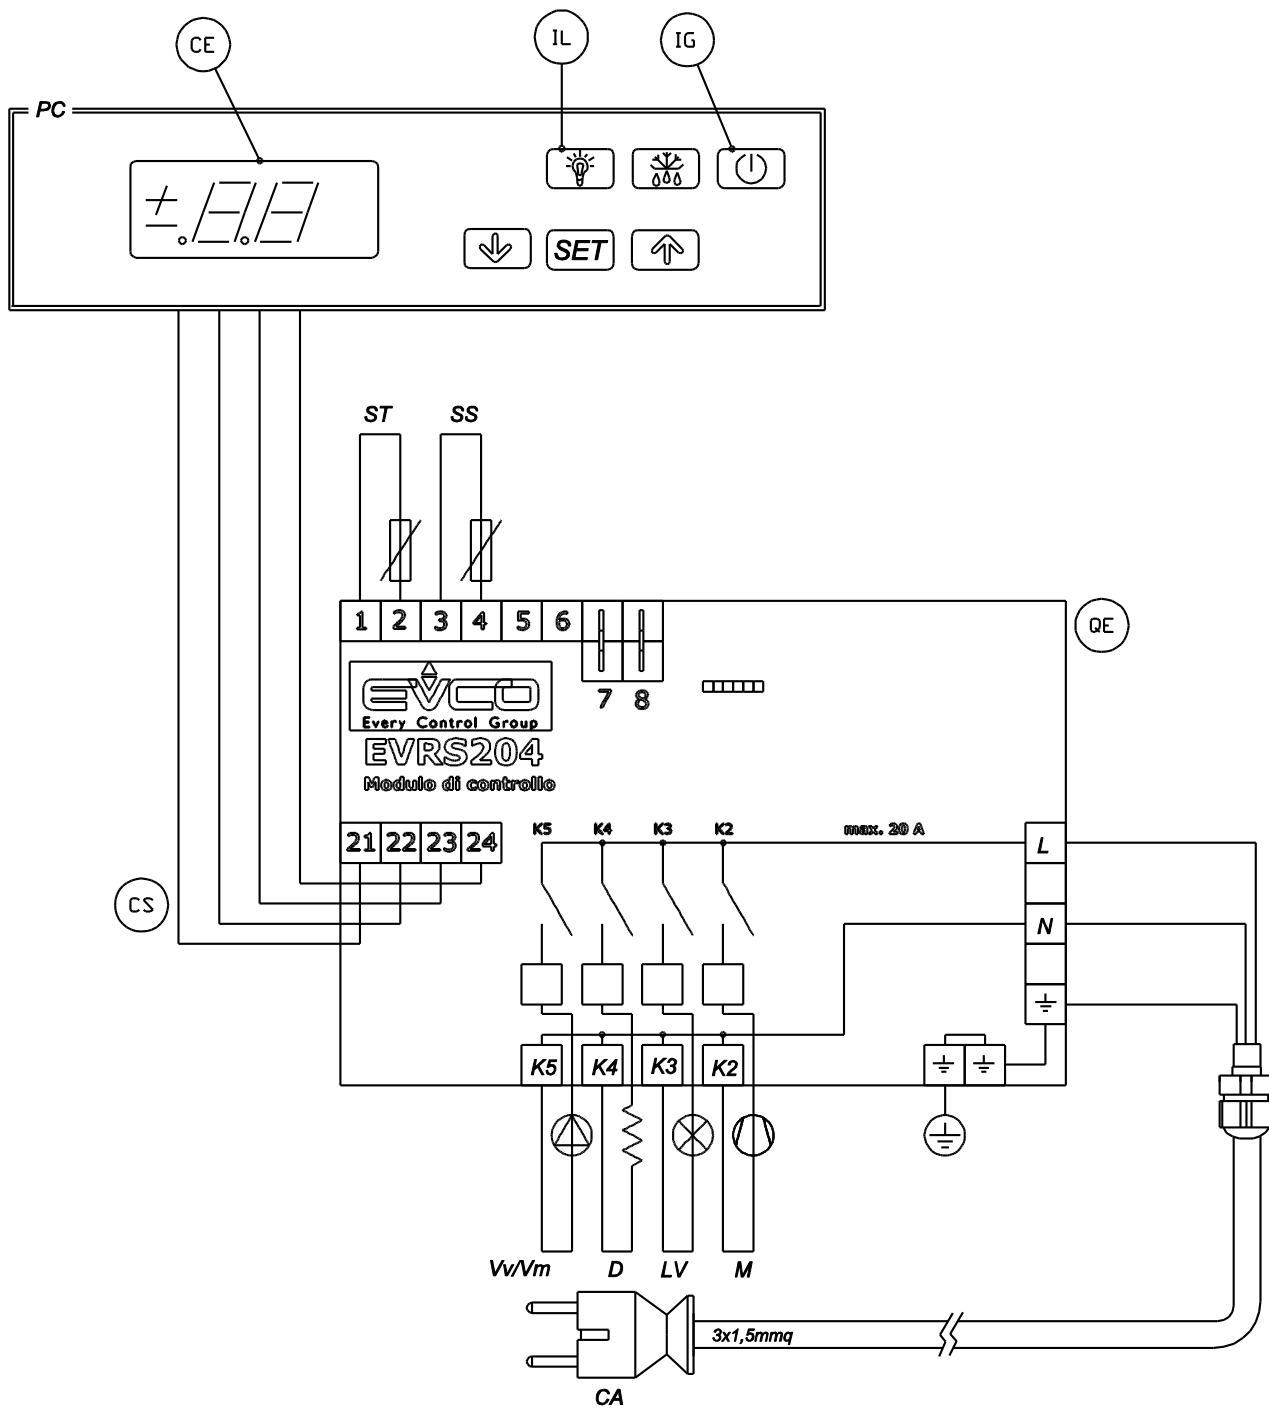 CE
IL
IG
PC
SET
ST
SS
1 2 3 4 5 6
QE
7 8
EVCO
Every Control Group
EVRS204
Modulo di controllo
K5 K4 K3 K2 max. 20 A
21 22 23 24
L
CS
N
K5 K4 K3 K2
Vv/Vm D LV M
3x1,5mmq
CA